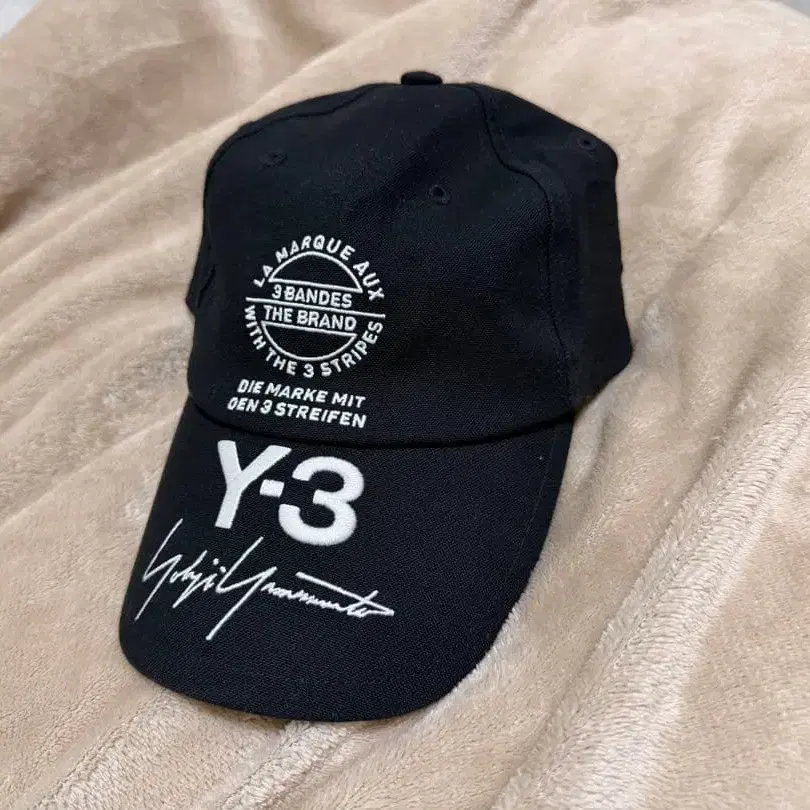 LA MARQUE AUX
3 BANDES
THE BRAND
WITH THE 3 STRIPES
DIE MARKE MIT
DEN 3 STREIFEN
Y-3
Yohji Yamamoto